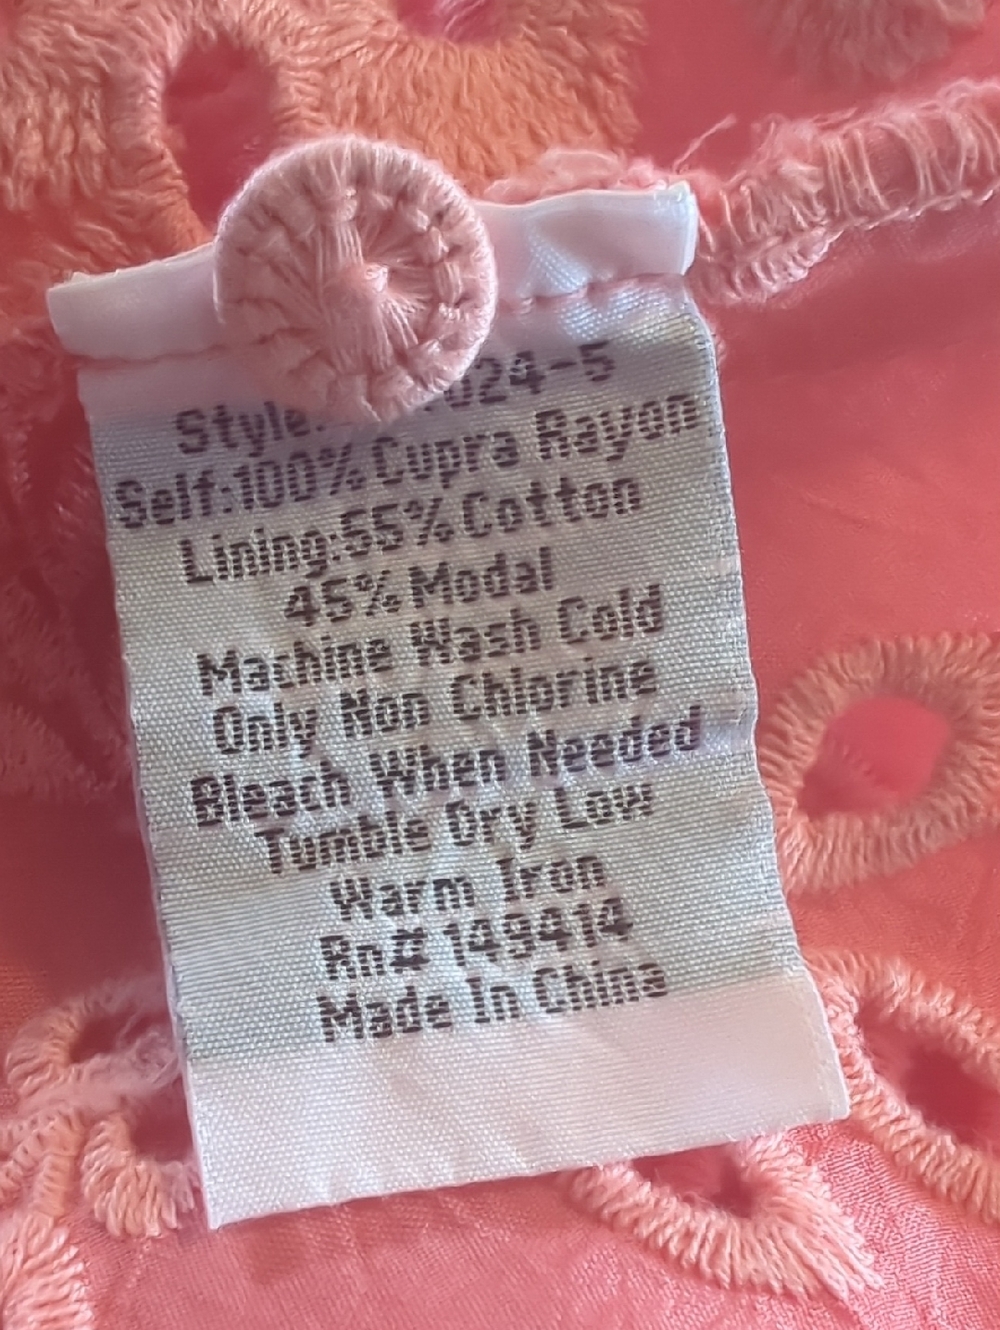 Style: 024-5
Self:100% Cupra Rayon
Lining:55% Cotton
45% Modal
Machine Wash Cold
Only Non Chlorine
Bleach When Needed
Tumble Dry Low
Warm Iron
Rn# 149414
Made In China